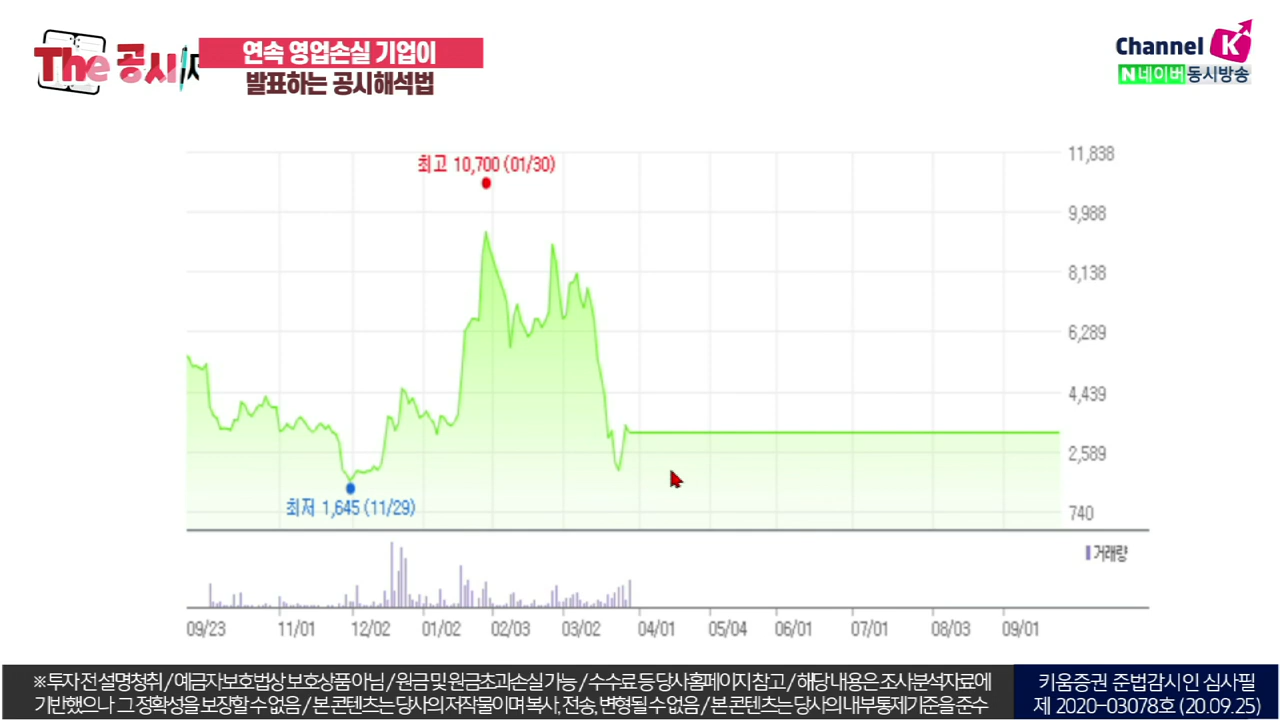 The 공시
연속 영업손실 기업이
발표하는 공시해석법
Channel K
N 네이버 동시방송
최고 10,700 (01/30)
11,838
9,988
8,138
6,289
4,439
2,589
740
최저 1,645 (11/29)
거래량
09/23 11/01 12/02 01/02 02/03 03/02 04/01 05/04 06/01 07/01 08/03 09/01
※투자 전 설명청취 / 예금자보호법상 보호상품 아님 / 원금 및 원금초과손실 가능 / 수수료 등 당사홈페이지 참고 / 해당 내용은 조사분석자료에
기반했으나 그 정확성을 보장할 수 없음 / 본 콘텐츠는 당사의 저작물이며 복사, 전송, 변형될 수 없음 / 본 콘텐츠는 당사의 내부통제기준을 준수
키움증권 준법감시인 심사필
제 2020-03078호 (20.09.25)